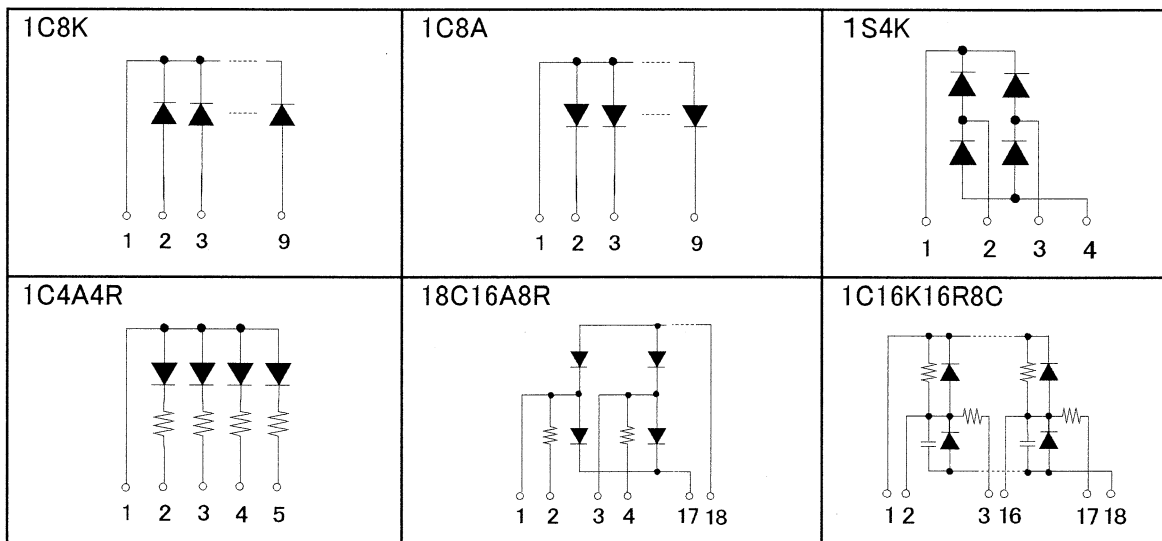 1C8K
1 2 3 9
1C8A
1 2 3 9
1S4K
1 2 3 4
1C4A4R
1 2 3 4 5
18C16A8R
1 2 3 4 17 18
1C16K16R8C
1 2 3 16 17 18